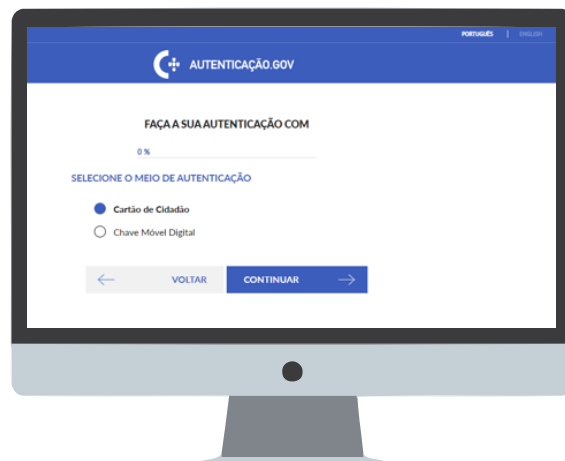 PORTUGUÊS | ENGLISH
AUTENTICAÇÃO.GOV
FAÇA A SUA AUTENTICAÇÃO COM
0 %
SELECIONE O MEIO DE AUTENTICAÇÃO
Cartão de Cidadão
Chave Móvel Digital
VOLTAR CONTINUAR